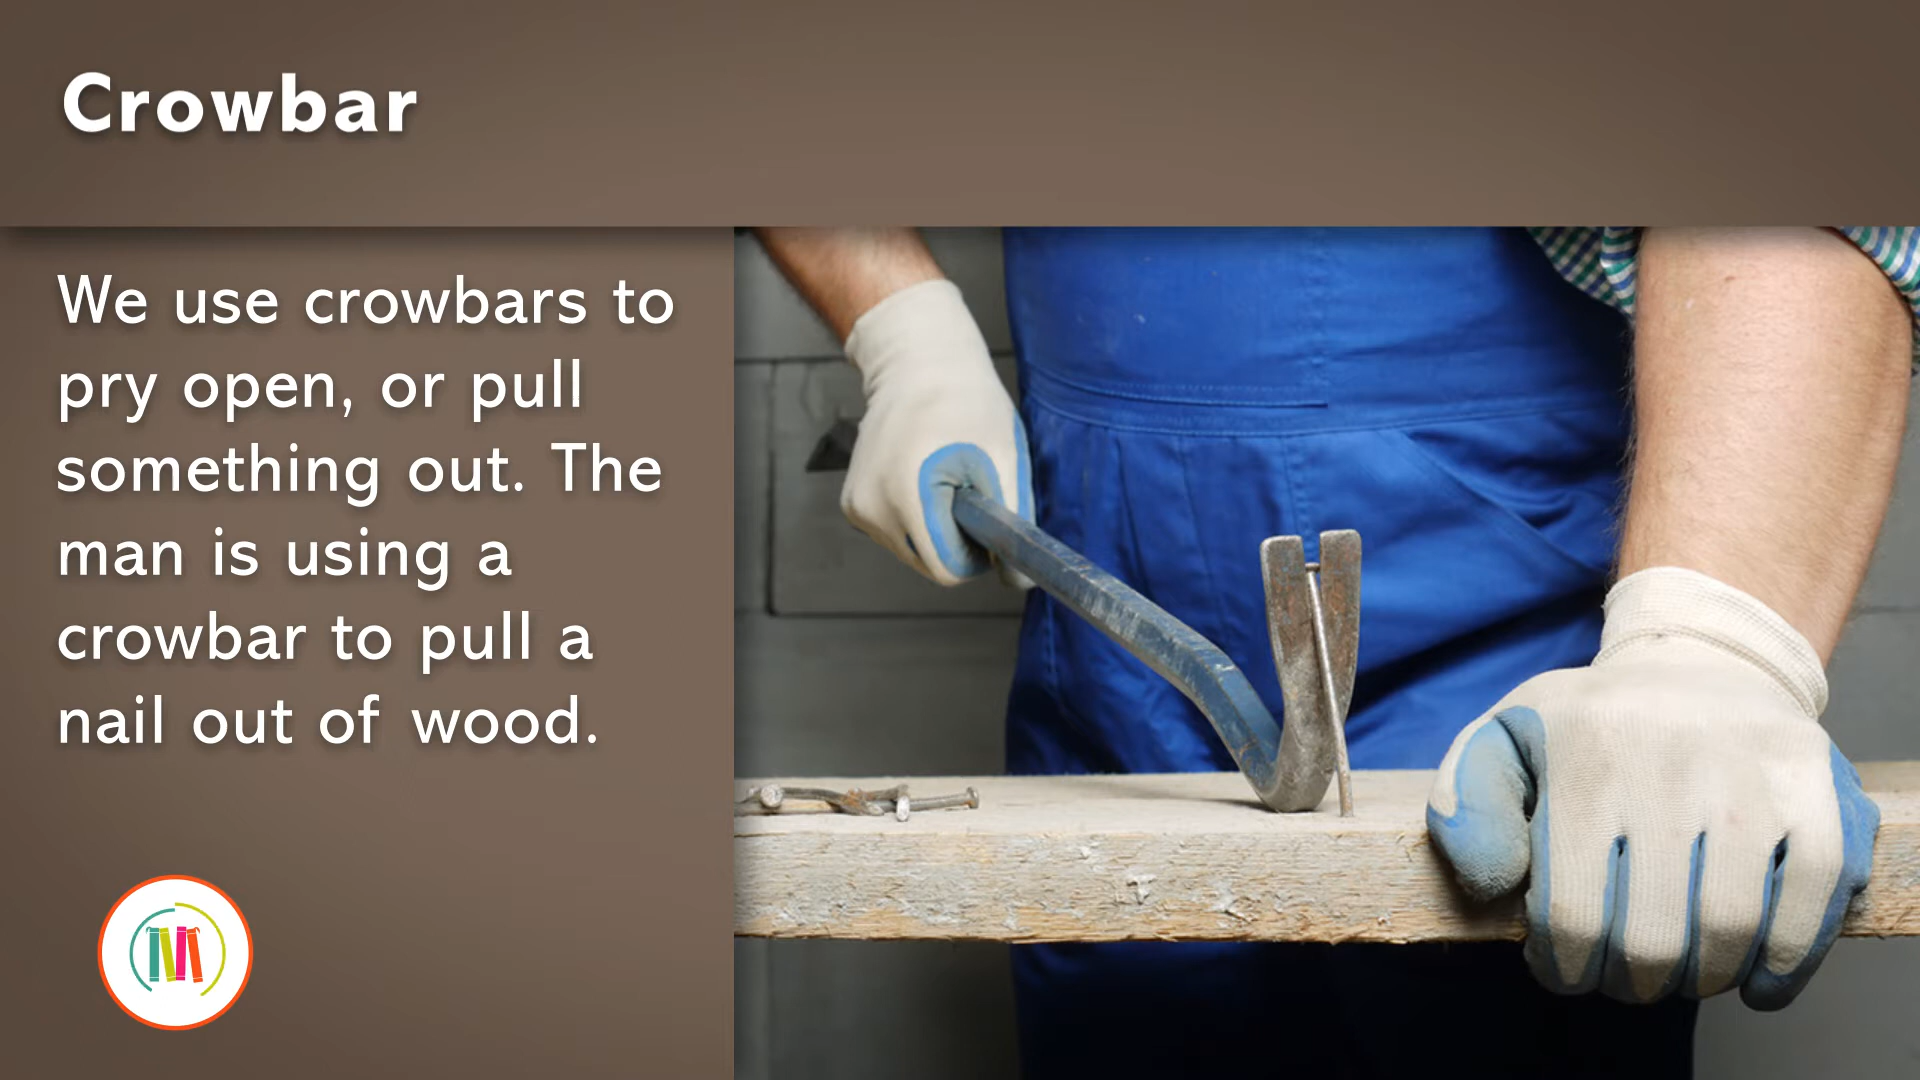 Crowbar
We use crowbars to
pry open, or pull
something out. The
man is using a
crowbar to pull a
nail out of wood.